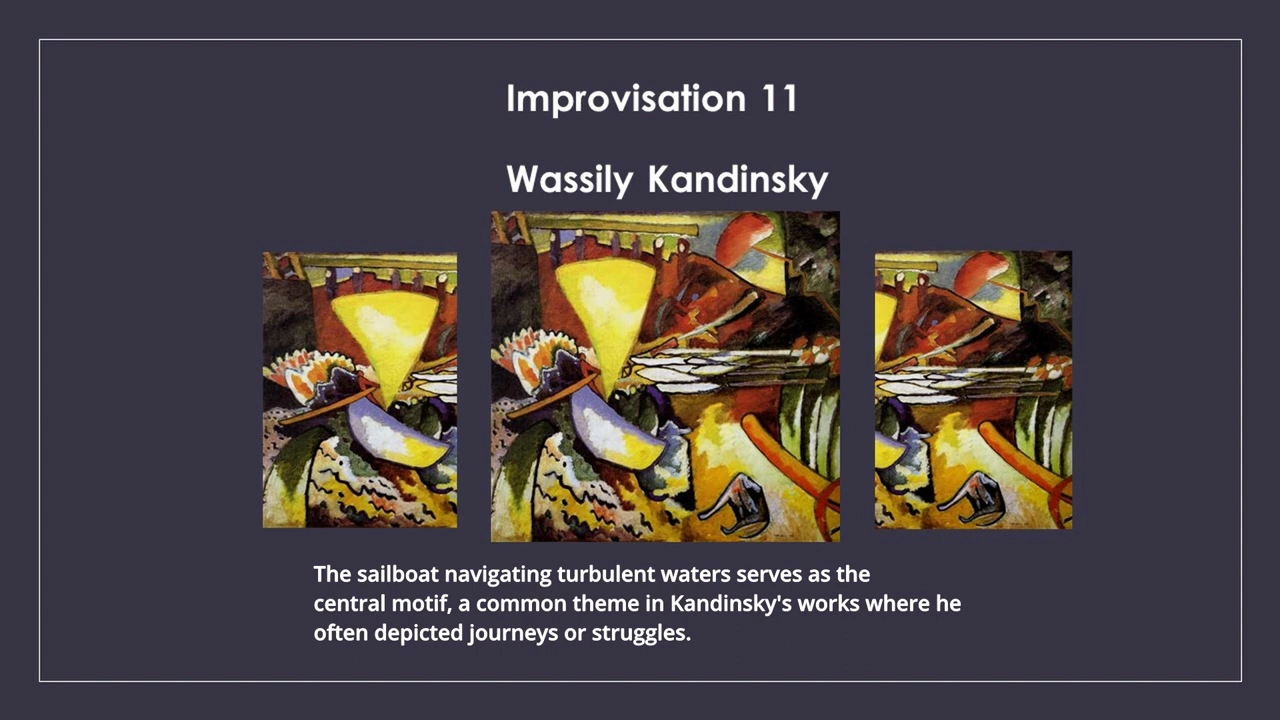 Improvisation 11
Wassily Kandinsky
The sailboat navigating turbulent waters serves as the
central motif, a common theme in Kandinsky's works where he
often depicted journeys or struggles.